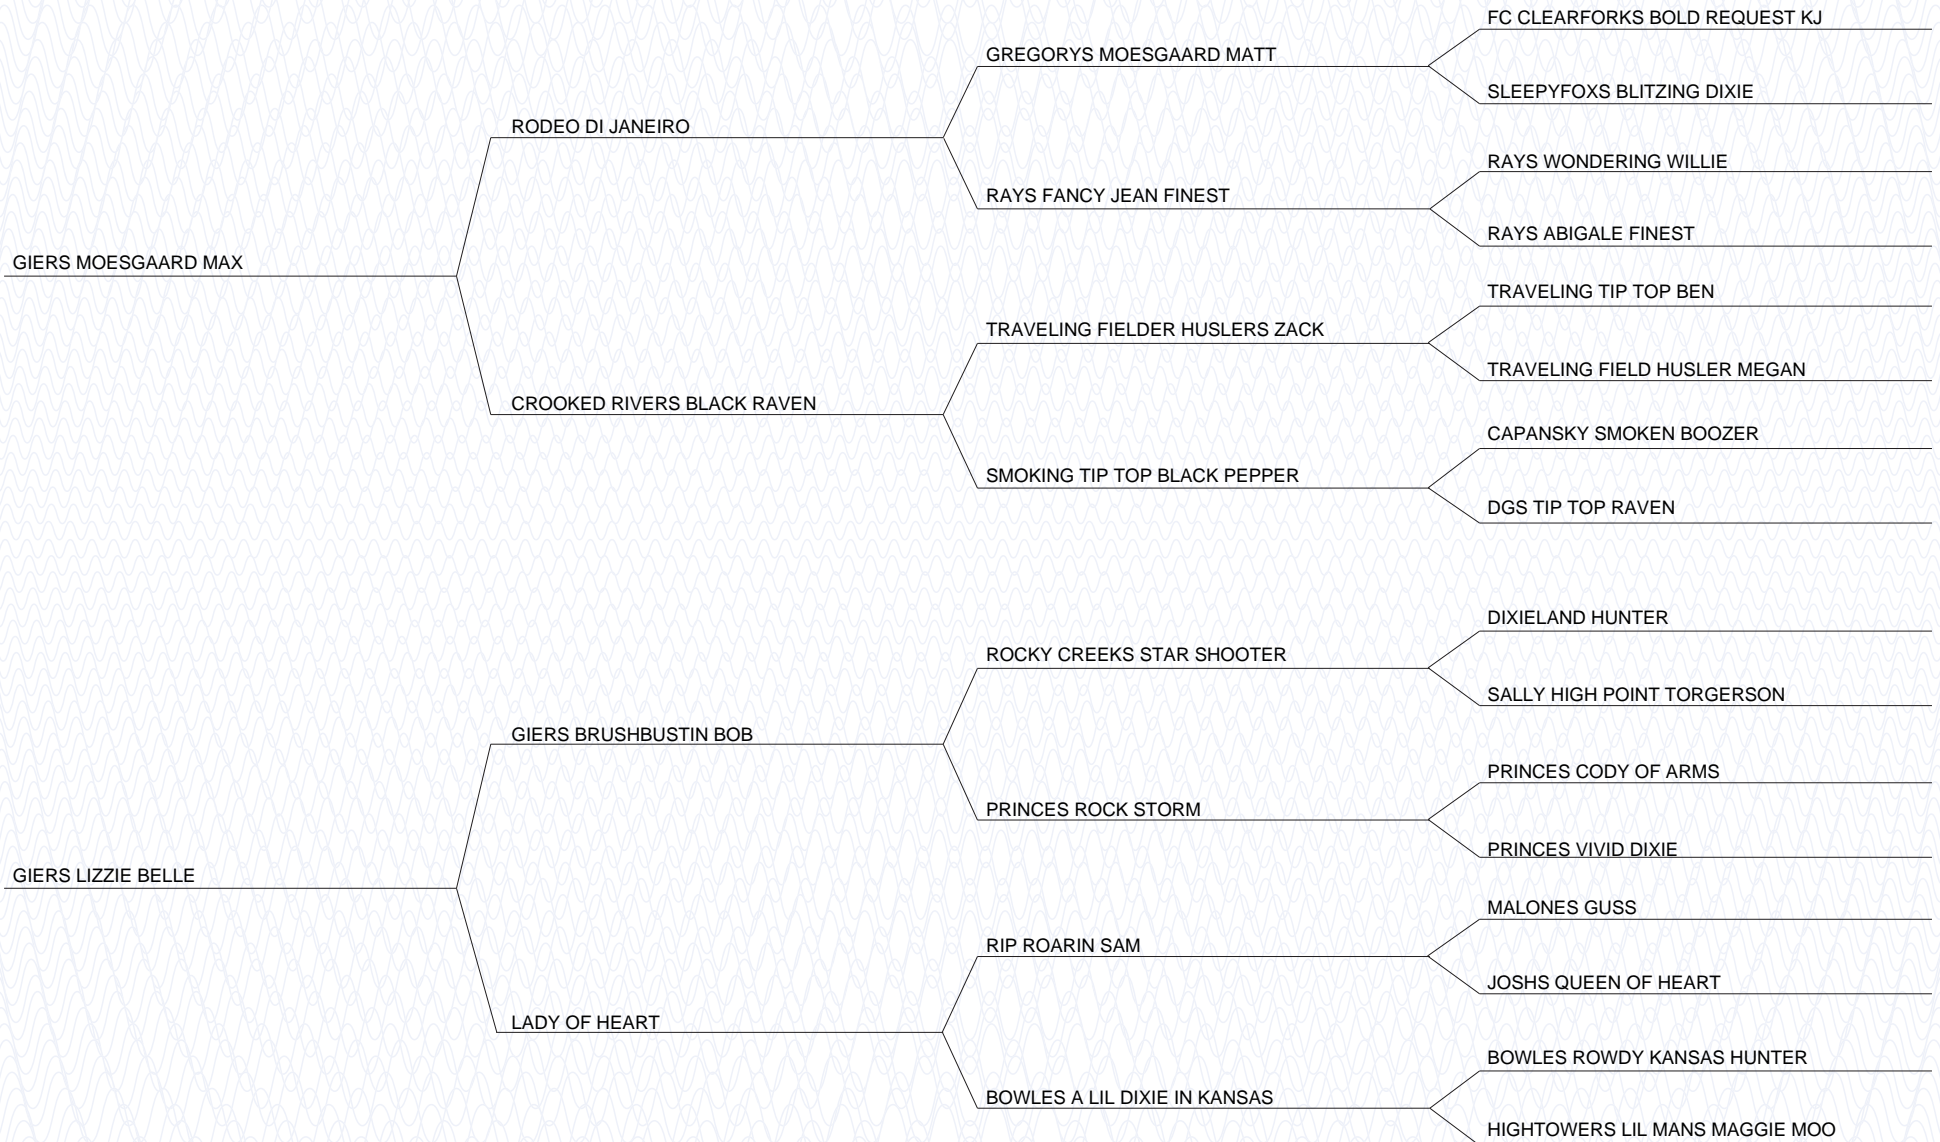 FC CLEARFORKS BOLD REQUEST KJ
GREGORYS MOESGAARD MATT
SLEEPYFOXS BLITZING DIXIE
RODEO DI JANEIRO
RAYS WONDERING WILLIE
RAYS FANCY JEAN FINEST
RAYS ABIGALE FINEST
GIERS MOESGAARD MAX
TRAVELING TIP TOP BEN
TRAVELING FIELDER HUSLERS ZACK
TRAVELING FIELD HUSLER MEGAN
CROOKED RIVERS BLACK RAVEN
CAPANSKY SMOKEN BOOZER
SMOKING TIP TOP BLACK PEPPER
DGS TIP TOP RAVEN
DIXIELAND HUNTER
ROCKY CREEKS STAR SHOOTER
SALLY HIGH POINT TORGERSON
GIERS BRUSHBUSTIN BOB
PRINCES CODY OF ARMS
PRINCES ROCK STORM
PRINCES VIVID DIXIE
GIERS LIZZIE BELLE
MALONES GUSS
RIP ROARIN SAM
JOSHS QUEEN OF HEART
LADY OF HEART
BOWLES ROWDY KANSAS HUNTER
BOWLES A LIL DIXIE IN KANSAS
HIGHTOWERS LIL MANS MAGGIE MOO